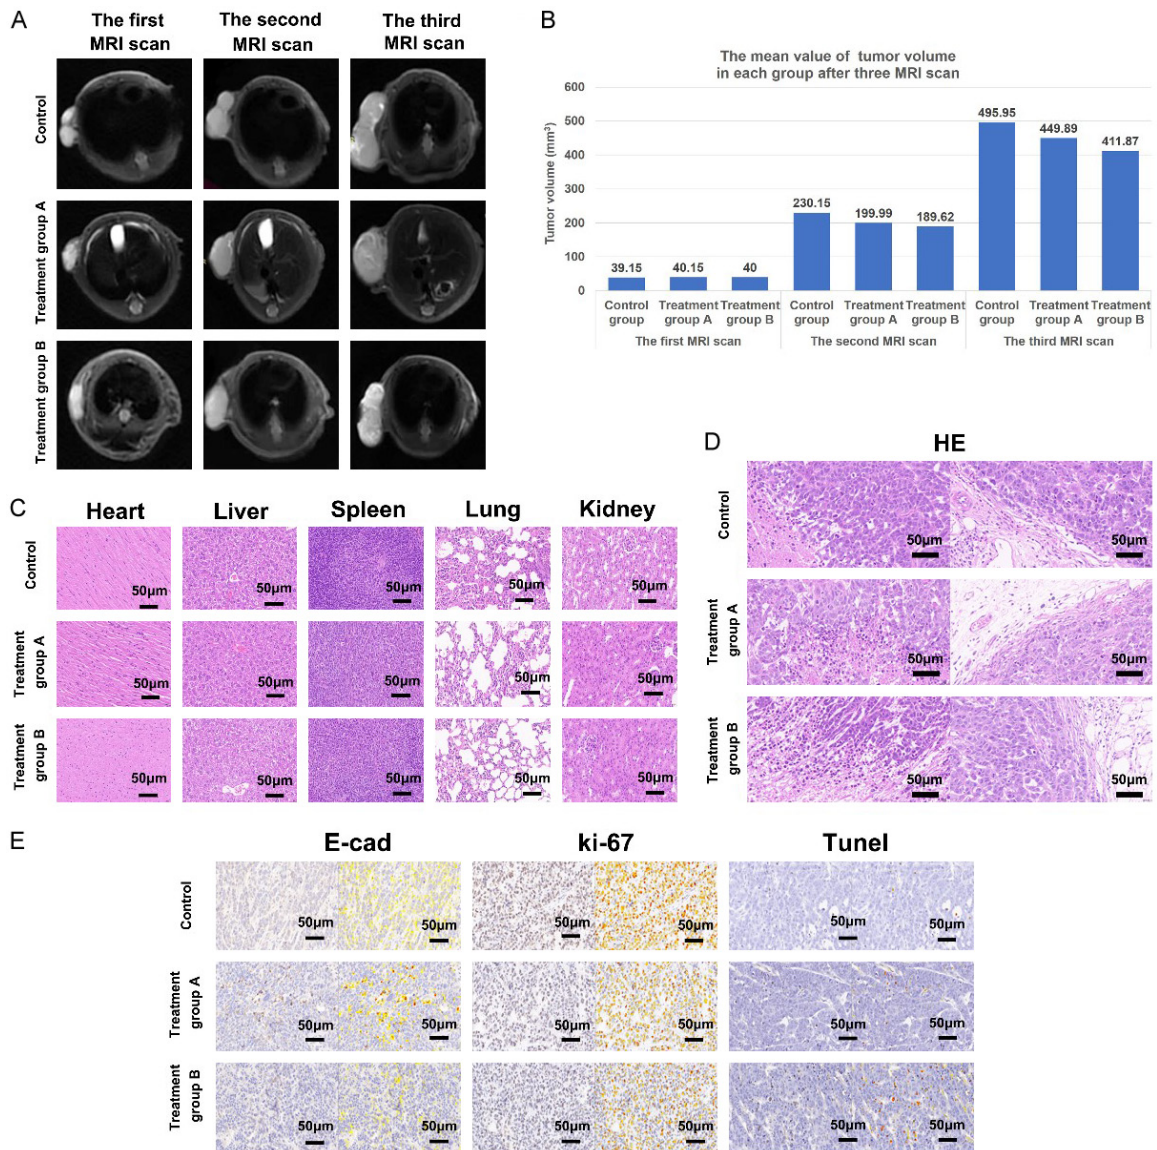 A
The first
MRI scan
The second
MRI scan
The third
MRI scan
Control
Treatment group A
Treatment group B
B
The mean value of tumor volume
in each group after three MRI scan
Tumor volume (mm³)
600
500
400
300
200
100
0
39.15
40.15
40
230.15
199.99
189.62
495.95
449.89
411.87
Control
group
Treatment
group A
Treatment
group B
Control
group
Treatment
group A
Treatment
group B
Control
group
Treatment
group A
Treatment
group B
The first MRI scan
The second MRI scan
The third MRI scan
C
Heart
Liver
Spleen
Lung
Kidney
Control
50μm
50μm
50μm
50μm
50μm
Treatment
group A
50μm
50μm
50μm
50μm
50μm
Treatment
group B
50μm
50μm
50μm
50μm
50μm
D
HE
Control
50μm
50μm
Treatment
group A
50μm
50μm
Treatment
group B
50μm
50μm
E
E-cad
ki-67
Tunel
Control
50μm
50μm
50μm
50μm
50μm
50μm
Treatment
group A
50μm
50μm
50μm
50μm
50μm
50μm
Treatment
group B
50μm
50μm
50μm
50μm
50μm
50μm